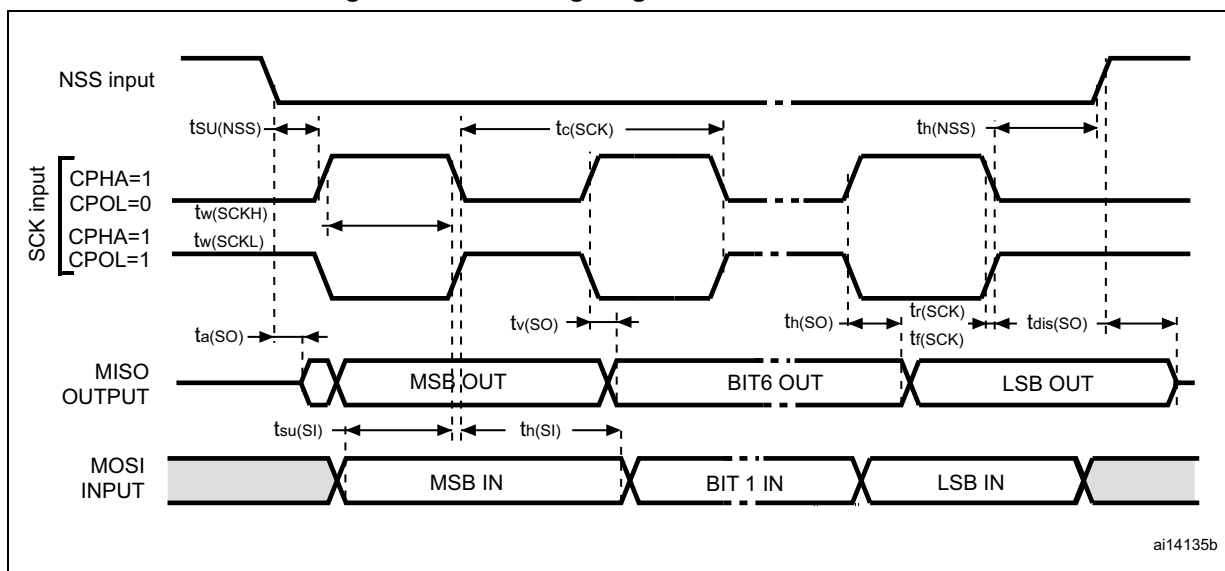 NSS input
tSU(NSS)
tc(SCK)
th(NSS)
SCK input
CPHA=1
CPOL=0
tw(SCKH)
CPHA=1
tw(SCKL)
CPOL=1
ta(SO)
tv(SO)
th(SO)
tr(SCK)
tf(SCK)
tdis(SO)
MISO
OUTPUT
MSB OUT
BIT6 OUT
LSB OUT
tsu(SI)
th(SI)
MOSI
INPUT
MSB IN
BIT 1 IN
LSB IN
ai14135b